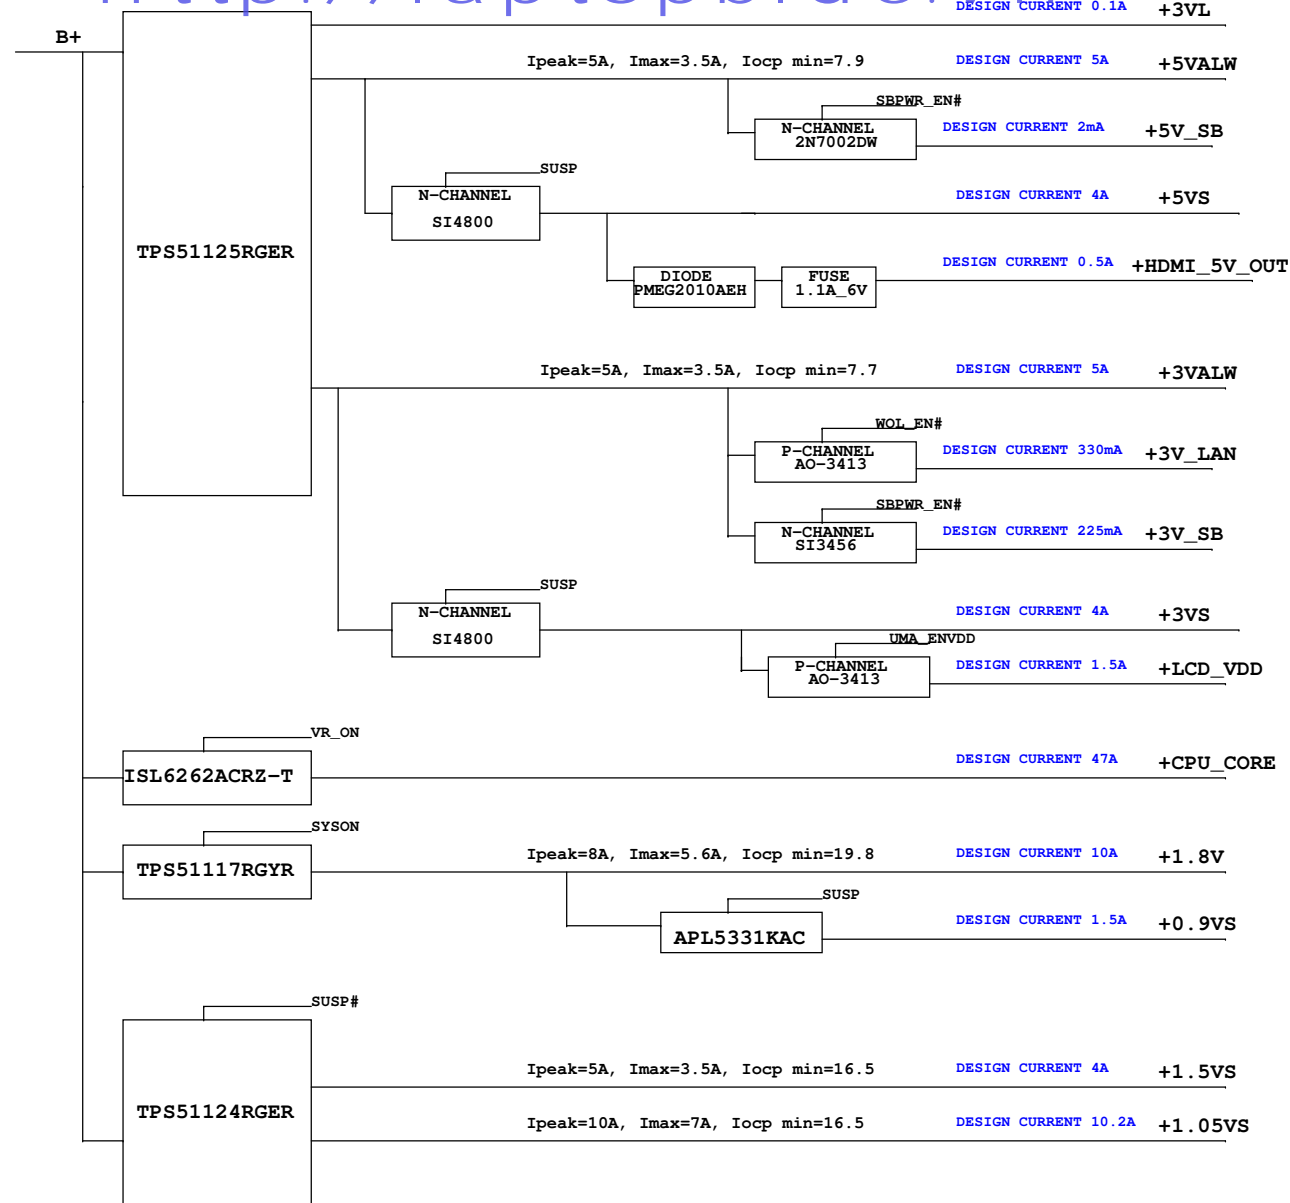 DESIGN CURRENT 0.1A +3VL
B+
Ipeak=5A, Imax=3.5A, Iocp min=7.9 DESIGN CURRENT 5A +5VALW
SBPWR_EN#
N-CHANNEL
2N7002DW
DESIGN CURRENT 2mA +5V_SB
SUSP
N-CHANNEL
SI4800
DESIGN CURRENT 4A +5VS
TPS51125RGER
DIODE
PMEG2010AEH
FUSE
1.1A_6V
DESIGN CURRENT 0.5A +HDMI_5V_OUT
Ipeak=5A, Imax=3.5A, Iocp min=7.7 DESIGN CURRENT 5A +3VALW
WOL_EN#
P-CHANNEL
AO-3413
DESIGN CURRENT 330mA +3V_LAN
SBPWR_EN#
N-CHANNEL
SI3456
DESIGN CURRENT 225mA +3V_SB
SUSP
N-CHANNEL
SI4800
DESIGN CURRENT 4A +3VS
UMA_ENVDD
P-CHANNEL
AO-3413
DESIGN CURRENT 1.5A +LCD_VDD
VR_ON
ISL6262ACRZ-T
DESIGN CURRENT 47A +CPU_CORE
SYSON
TPS51117RGYR
Ipeak=8A, Imax=5.6A, Iocp min=19.8 DESIGN CURRENT 10A +1.8V
SUSP
APL5331KAC
DESIGN CURRENT 1.5A +0.9VS
SUSP#
TPS51124RGER
Ipeak=5A, Imax=3.5A, Iocp min=16.5 DESIGN CURRENT 4A +1.5VS
Ipeak=10A, Imax=7A, Iocp min=16.5 DESIGN CURRENT 10.2A +1.05VS